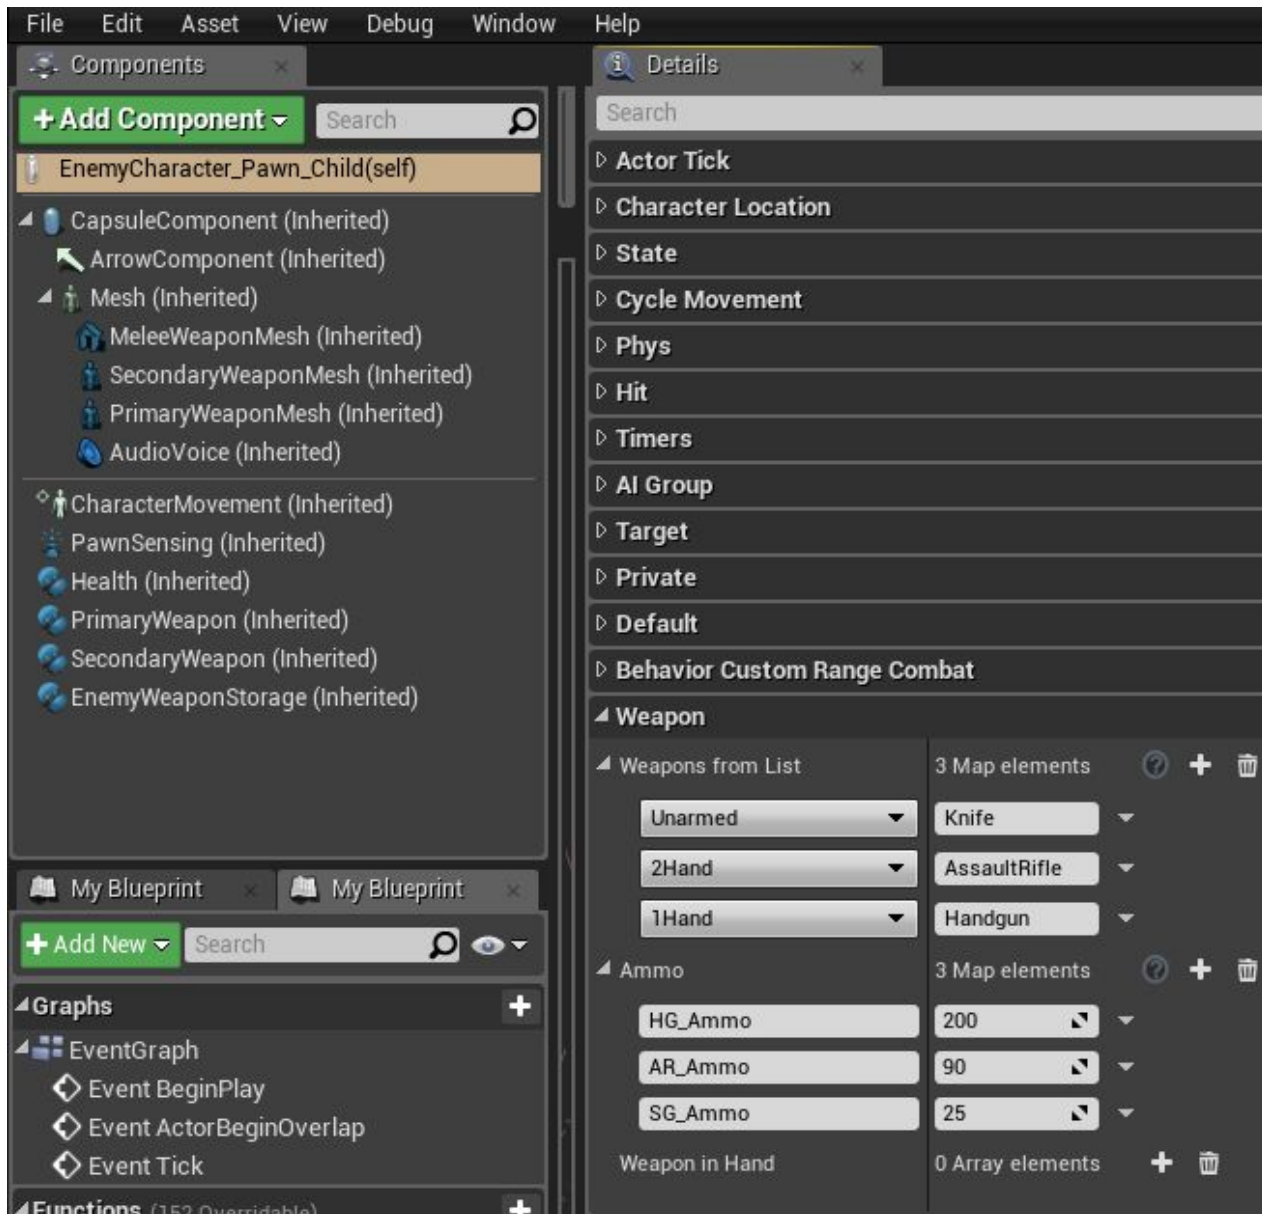 File Edit Asset View Debug Window Help
Components
+ Add Component
Search
EnemyCharacter_Pawn_Child(self)
CapsuleComponent (Inherited)
ArrowComponent (Inherited)
Mesh (Inherited)
MeleeWeaponMesh (Inherited)
SecondaryWeaponMesh (Inherited)
PrimaryWeaponMesh (Inherited)
AudioVoice (Inherited)
CharacterMovement (Inherited)
PawnSensing (Inherited)
Health (Inherited)
PrimaryWeapon (Inherited)
SecondaryWeapon (Inherited)
EnemyWeaponStorage (Inherited)
My Blueprint
My Blueprint
+ Add New
Search
Graphs
EventGraph
Event BeginPlay
Event ActorBeginOverlap
Event Tick
Functions (152 Overridable)
Details
Search
Actor Tick
Character Location
State
Cycle Movement
Phys
Hit
Timers
AI Group
Target
Private
Default
Behavior Custom Range Combat
Weapon
Weapons from List 3 Map elements
Unarmed Knife
2Hand AssaultRifle
1Hand Handgun
Ammo 3 Map elements
HG_Ammo 200
AR_Ammo 90
SG_Ammo 25
Weapon in Hand 0 Array elements